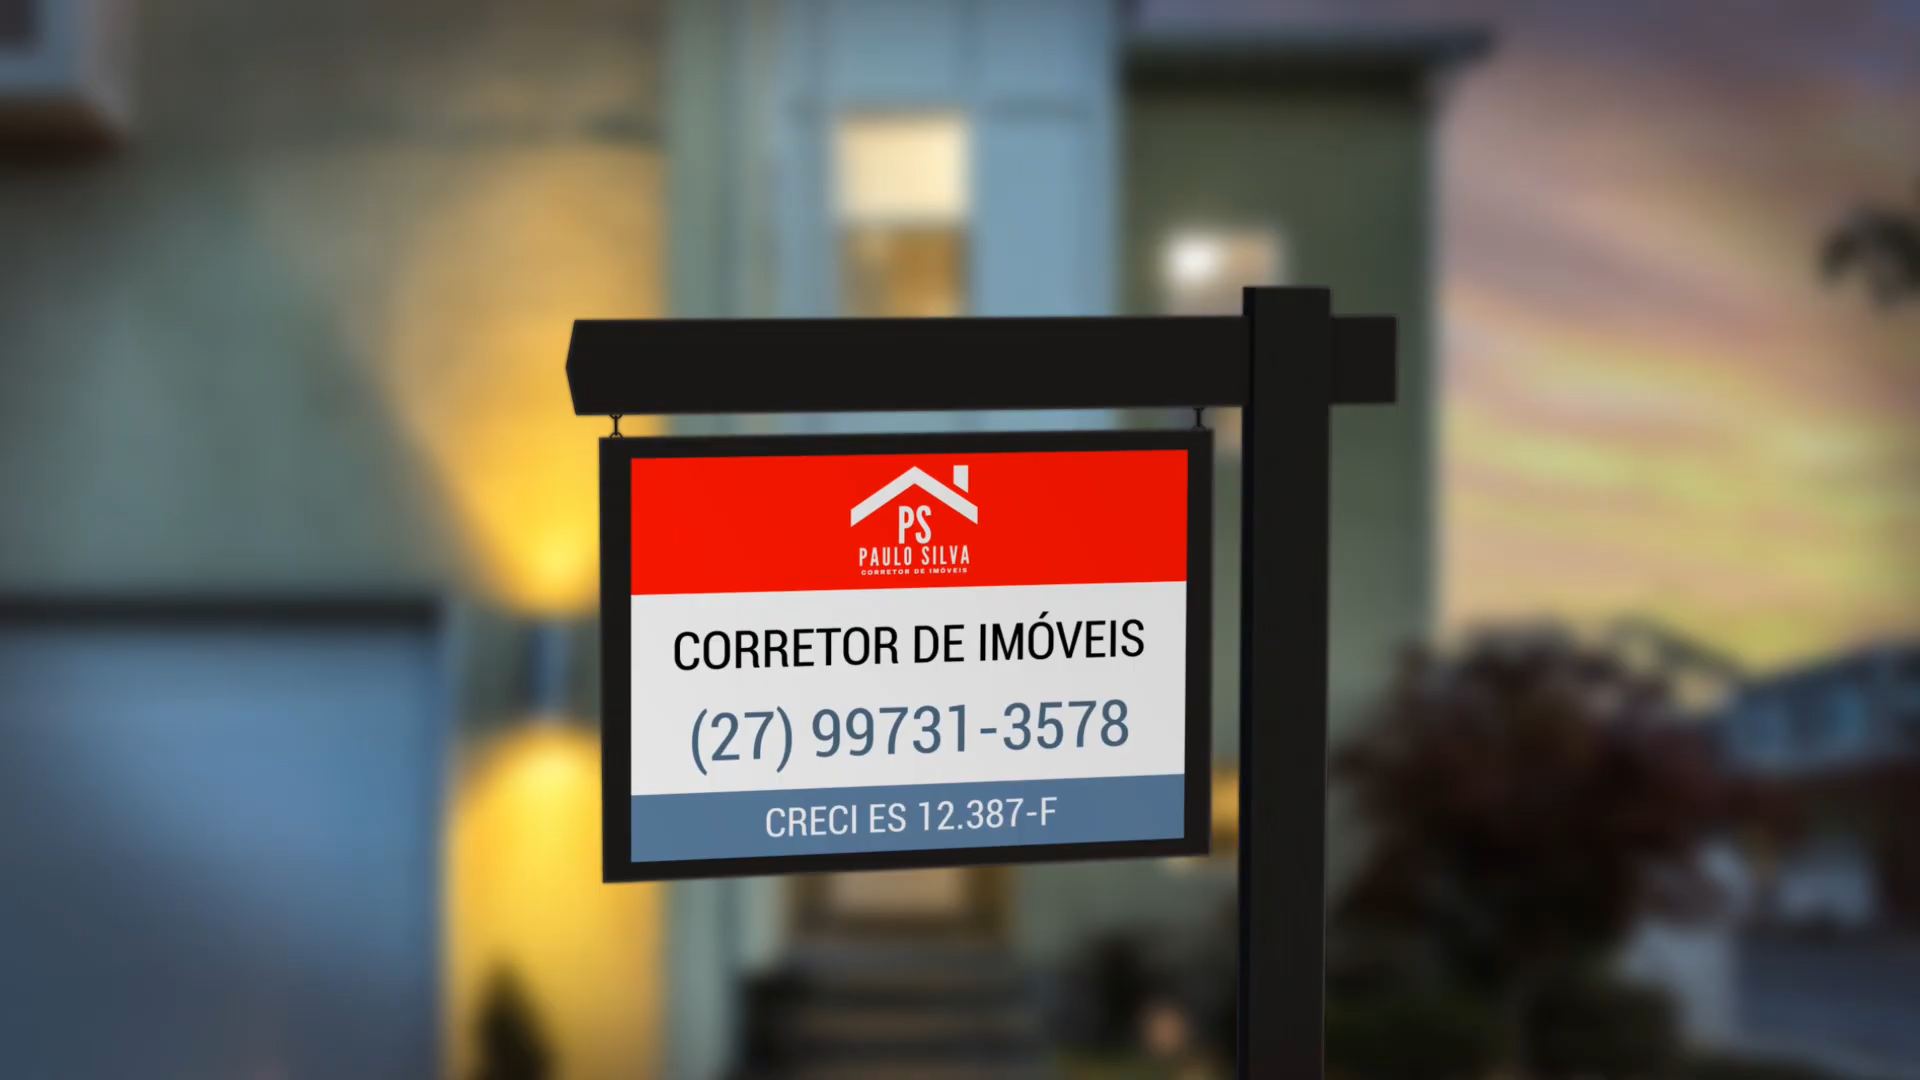 PS
PAULO SILVA
CORRETOR DE IMÓVEIS
CORRETOR DE IMÓVEIS
(27) 99731-3578
CRECI ES 12.387-F